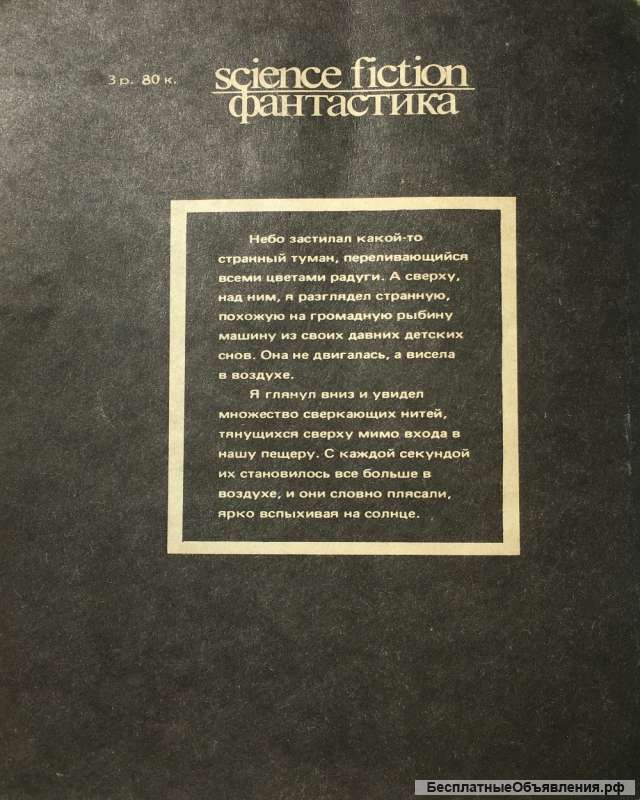 3 р. 80 к.
science fiction
фантастика
Небо застилал какой-то
странный туман, переливающийся
всеми цветами радуги. А сверху,
над ним, я разглядел странную,
похожую на громадную рыбину
машину из своих давних детских
снов. Она не двигалась, а висела
в воздухе.
Я глянул вниз и увидел
множество сверкающих нитей,
тянущихся сверху мимо входа в
нашу пещеру. С каждой секундой
их становилось все больше в
воздухе, и они словно плясали,
ярко вспыхивая на солнце.
БесплатныеОбъявления.рф